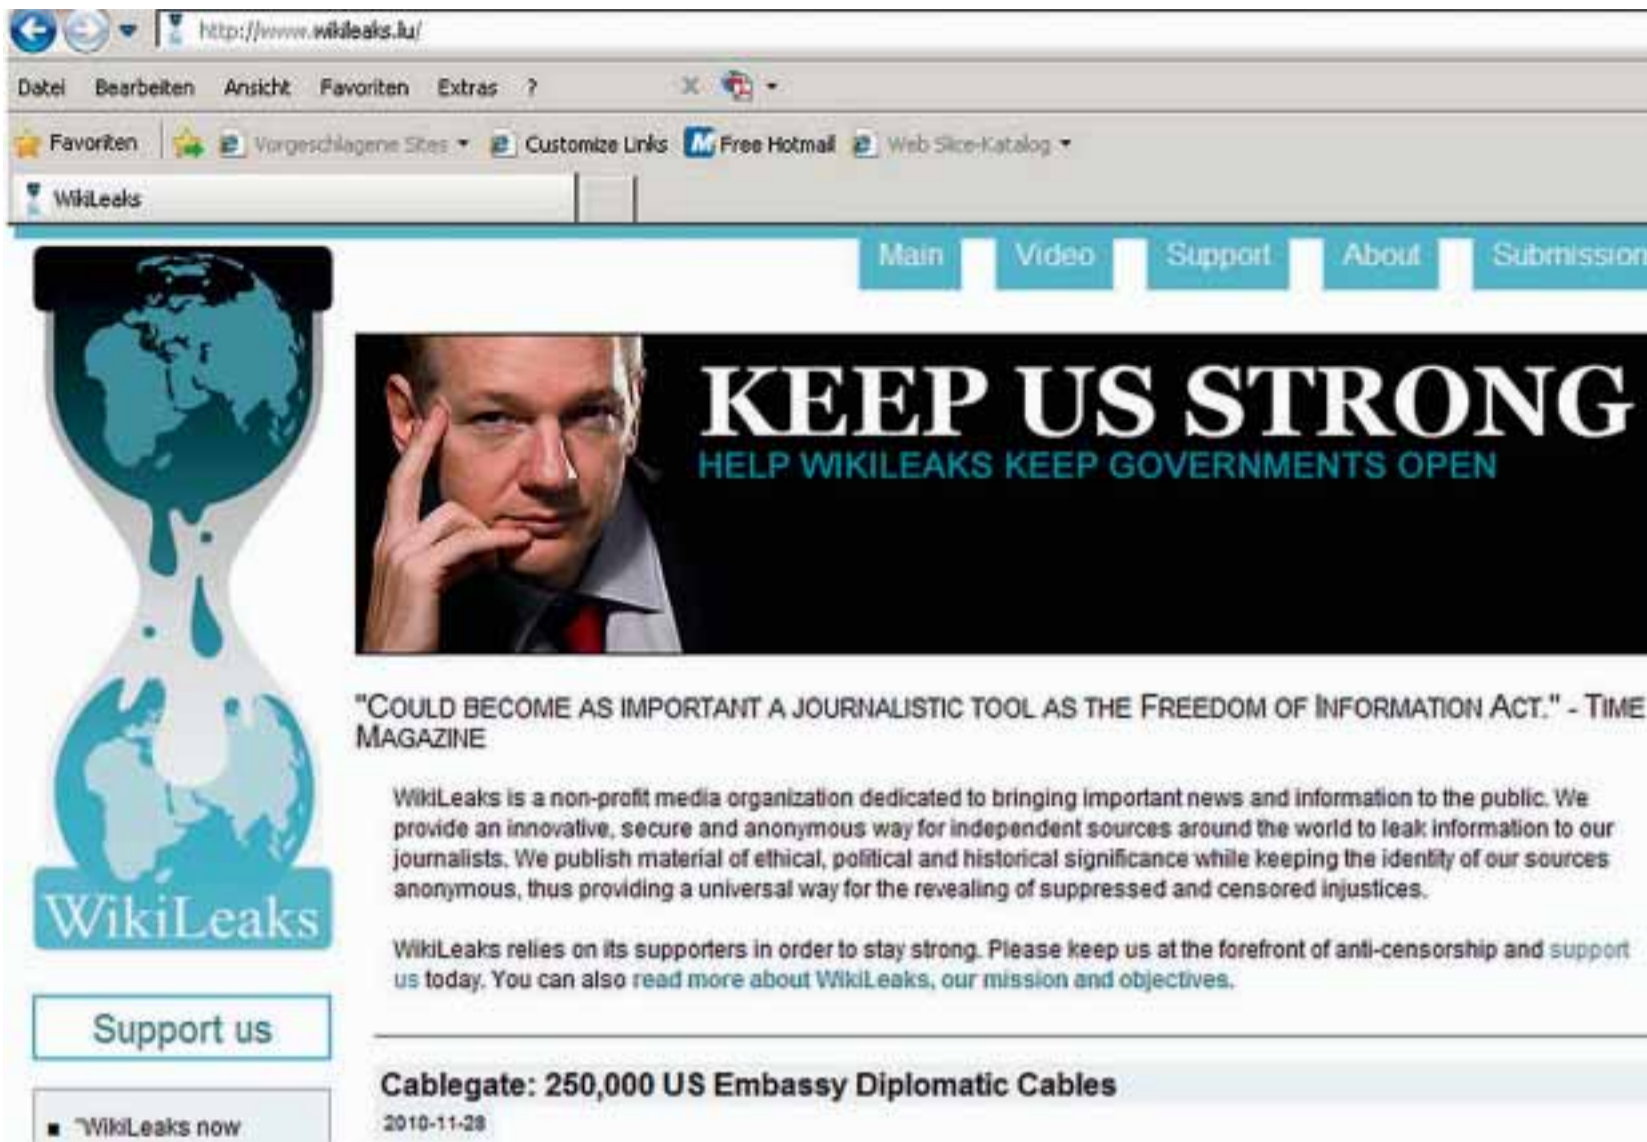 http://www.wikileaks.lu/
Datei Bearbeiten Ansicht Favoriten Extras ?
Favoriten Vorgeschlagene Sites Customize Links Free Hotmail Web Slice-Katalog
WikiLeaks
Main Video Support About Submission
KEEP US STRONG
HELP WIKILEAKS KEEP GOVERNMENTS OPEN
"COULD BECOME AS IMPORTANT A JOURNALISTIC TOOL AS THE FREEDOM OF INFORMATION ACT." - TIME
MAGAZINE
WikiLeaks is a non-profit media organization dedicated to bringing important news and information to the public. We
provide an innovative, secure and anonymous way for independent sources around the world to leak information to our
journalists. We publish material of ethical, political and historical significance while keeping the identity of our sources
anonymous, thus providing a universal way for the revealing of suppressed and censored injustices.
WikiLeaks relies on its supporters in order to stay strong. Please keep us at the forefront of anti-censorship and support
us today. You can also read more about WikiLeaks, our mission and objectives.
WikiLeaks
Support us
"WikiLeaks now
Cablegate: 250,000 US Embassy Diplomatic Cables
2010-11-28